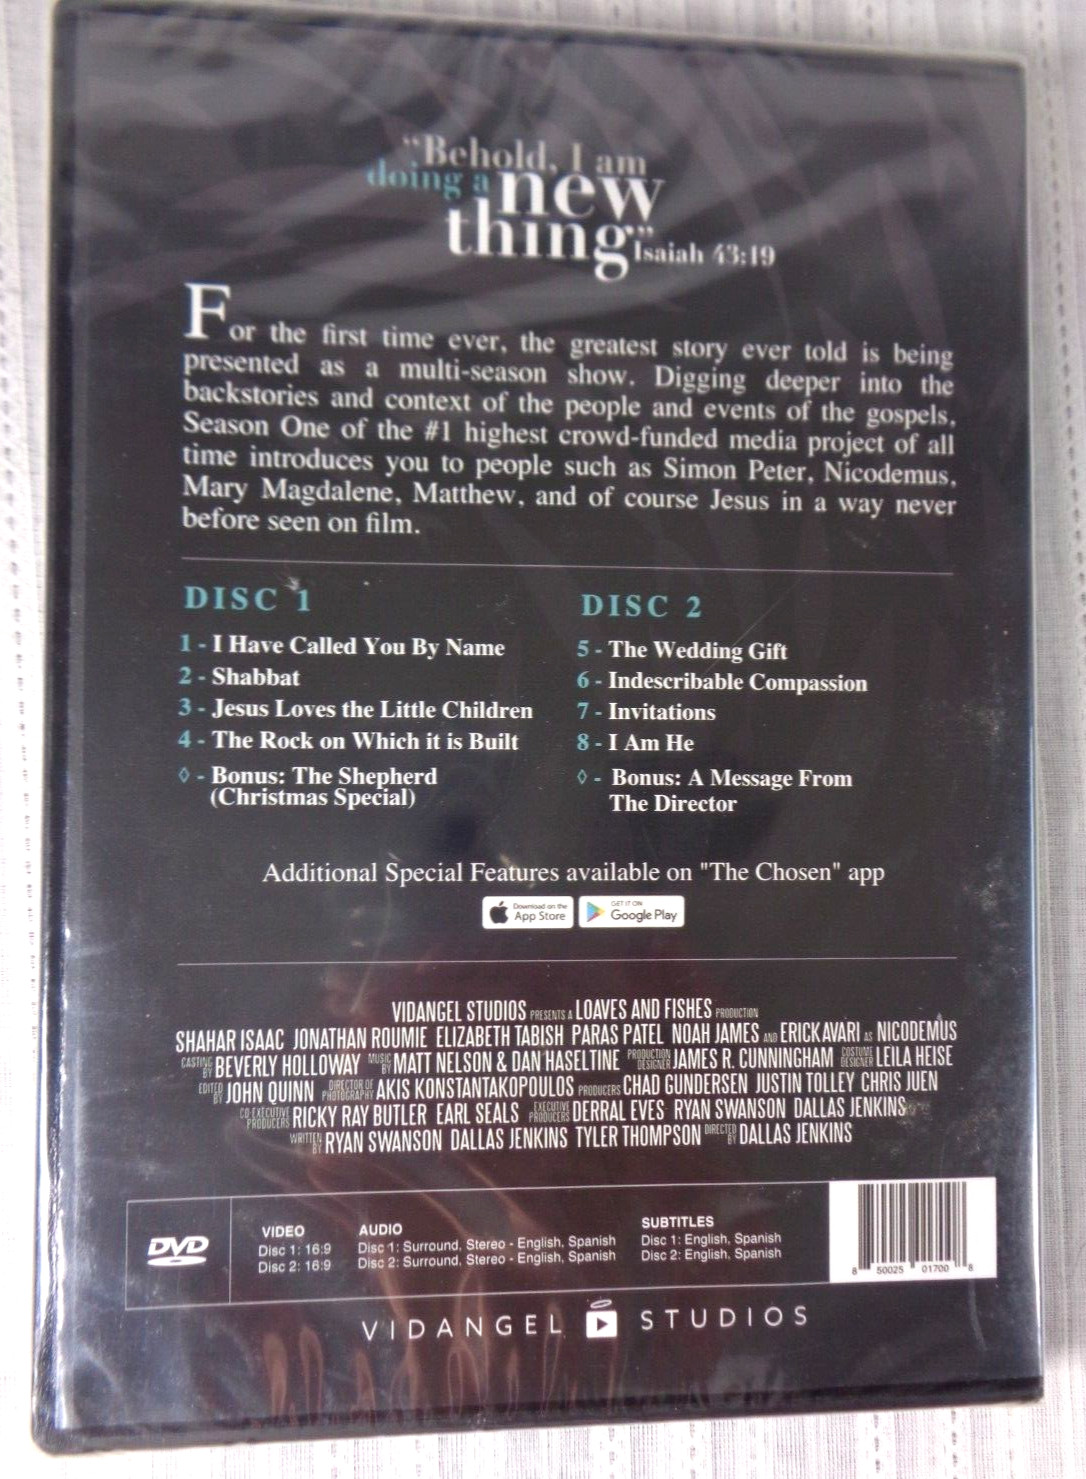 “Behold, I am
doing a new
thing” Isaiah 43:19
For the first time ever, the greatest story ever told is being
presented as a multi-season show. Digging deeper into the
backstories and context of the people and events of the gospels,
Season One of the #1 highest crowd-funded media project of all
time introduces you to people such as Simon Peter, Nicodemus,
Mary Magdalene, Matthew, and of course Jesus in a way never
before seen on film.
DISC 1
1 - I Have Called You By Name
2 - Shabbat
3 - Jesus Loves the Little Children
4 - The Rock on Which it is Built
◊ - Bonus: The Shepherd
(Christmas Special)
DISC 2
5 - The Wedding Gift
6 - Indescribable Compassion
7 - Invitations
8 - I Am He
◊ - Bonus: A Message From
The Director
Additional Special Features available on "The Chosen" app
Download on the
App Store
GET IT ON
Google Play
VIDANGEL STUDIOS PRESENTS A LOAVES AND FISHES PRODUCTION
SHAHAR ISAAC JONATHAN ROUMIE ELIZABETH TABISH PARAS PATEL NOAH JAMES AND ERICK AVARI AS NICODEMUS
CASTING BY BEVERLY HOLLOWAY MUSIC BY MATT NELSON & DAN HASELTINE PRODUCTION DESIGNER JAMES R. CUNNINGHAM COSTUME DESIGNER LEILA HEISE
EDITED BY JOHN QUINN DIRECTOR OF PHOTOGRAPHY AKIS KONSTANTAKOPOULOS PRODUCERS CHAD GUNDERSEN JUSTIN TOLLEY CHRIS JUEN
CO-EXECUTIVE PRODUCERS RICKY RAY BUTLER EARL SEALS EXECUTIVE PRODUCERS DERRAL EVES RYAN SWANSON DALLAS JENKINS
WRITTEN BY RYAN SWANSON DALLAS JENKINS TYLER THOMPSON DIRECTED BY DALLAS JENKINS
DVD
VIDEO
Disc 1: 16:9
Disc 2: 16:9
AUDIO
Disc 1: Surround, Stereo - English, Spanish
Disc 2: Surround, Stereo - English, Spanish
SUBTITLES
Disc 1: English, Spanish
Disc 2: English, Spanish
8 50025 01700 8
VIDANGEL STUDIOS